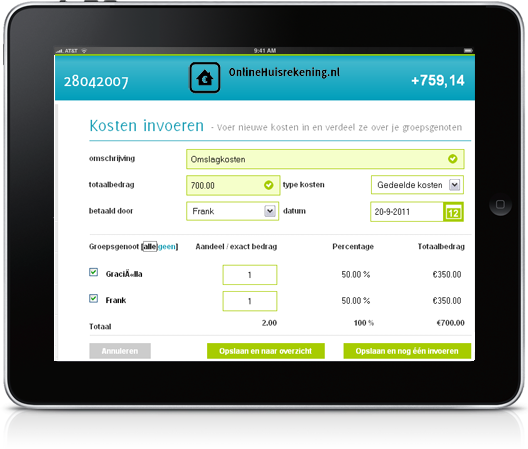 AT&T 9:41 AM
28042007 OnlineHuisrekening.nl +759,14
Kosten invoeren - Voer nieuwe kosten in en verdeel ze over je groepsgenoten
omschrijving Omslagkosten
totaalbedrag 700.00 type kosten Gedeelde kosten
betaald door Frank datum 20-9-2011 12
Groepsgenoot [alle|geen] Aandeel / exact bedrag Percentage Totaalbedrag
GraciÃ«lla 1 50.00 % €350.00
Frank 1 50.00 % €350.00
Totaal 2.00 100 % €700.00
Annuleren Opslaan en naar overzicht Opslaan en nog één invoeren